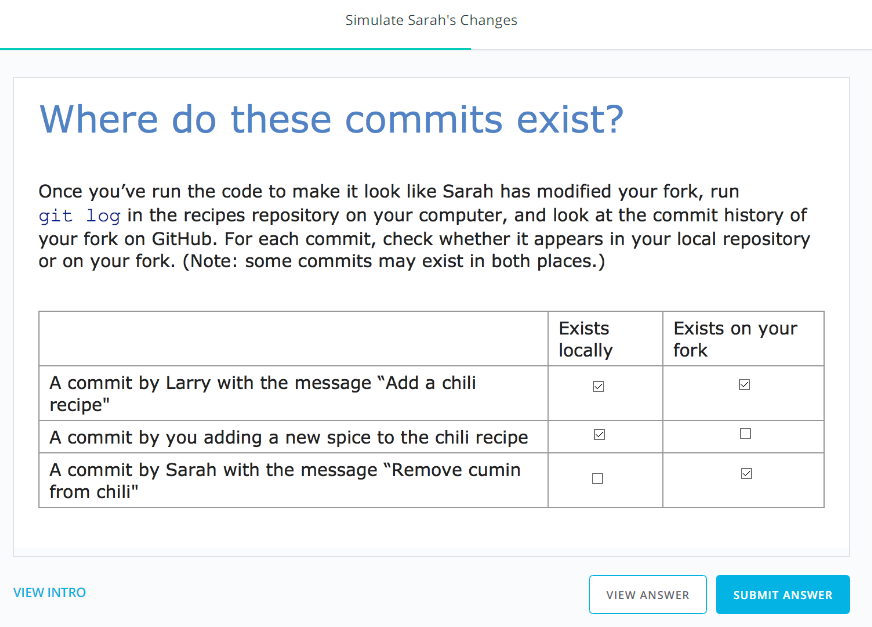 Simulate Sarah's Changes
Where do these commits exist?
Once you’ve run the code to make it look like Sarah has modified your fork, run
git log in the recipes repository on your computer, and look at the commit history of
your fork on GitHub. For each commit, check whether it appears in your local repository
or on your fork. (Note: some commits may exist in both places.)
Exists
locally
Exists on your
fork
A commit by Larry with the message “Add a chili
recipe"
A commit by you adding a new spice to the chili recipe
A commit by Sarah with the message “Remove cumin
from chili"
VIEW INTRO
VIEW ANSWER
SUBMIT ANSWER